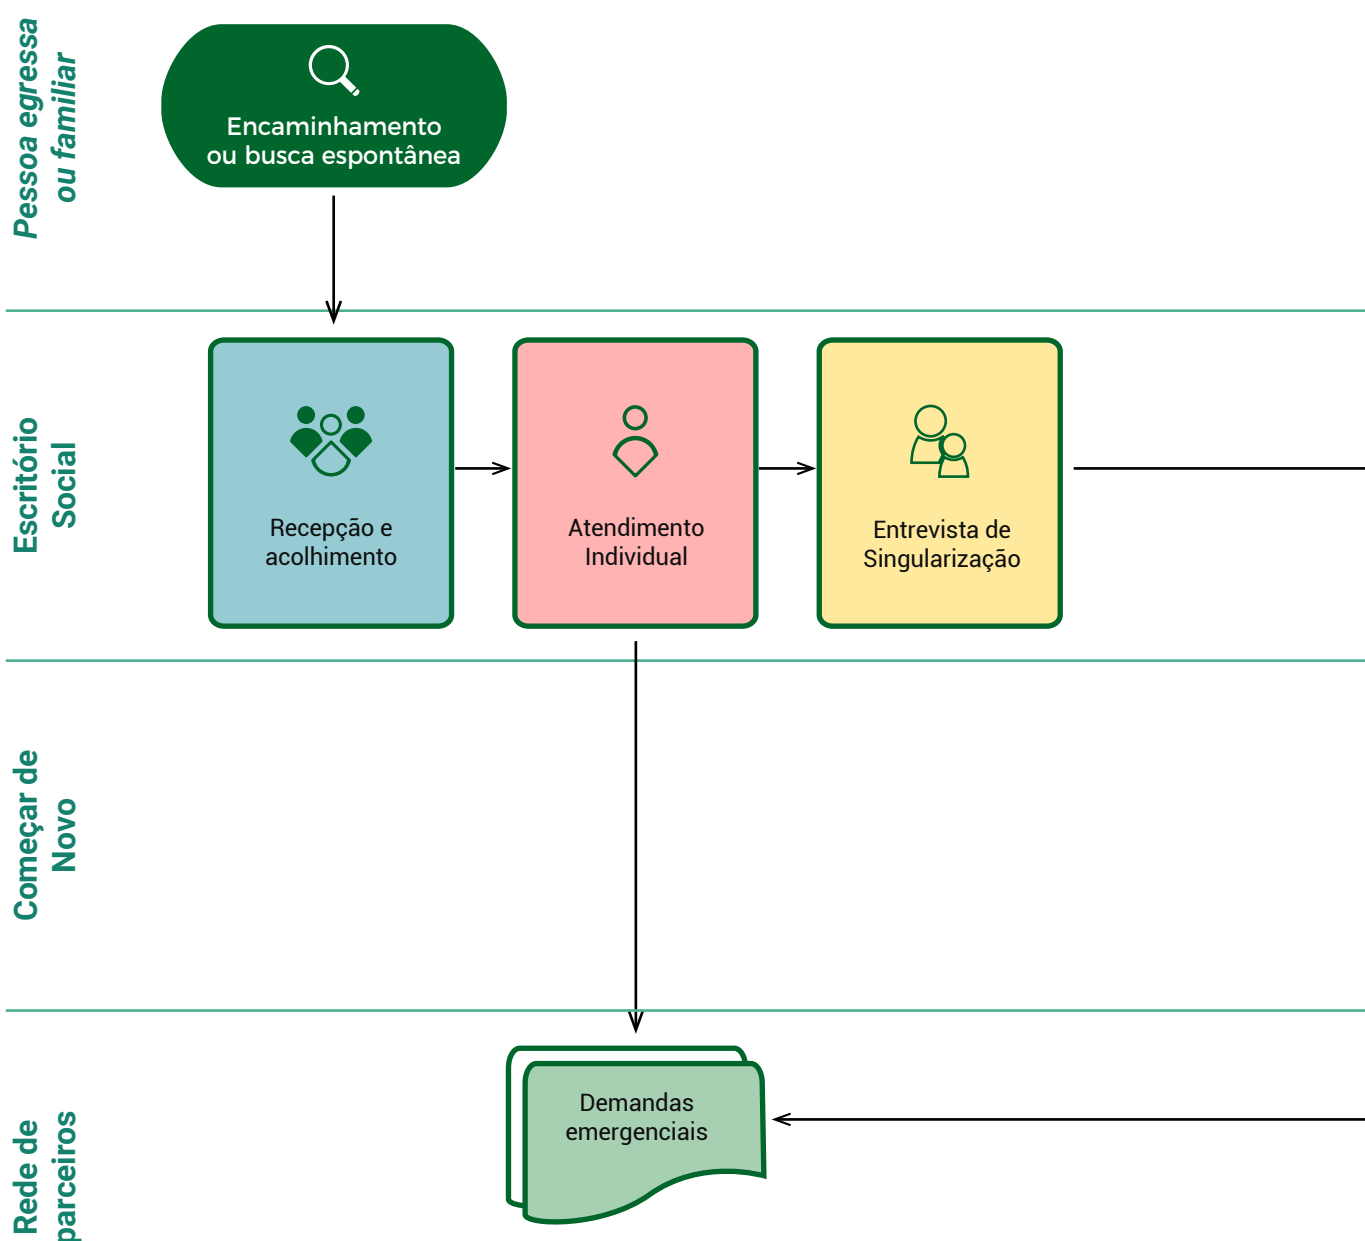 Pessoa egressa
ou familiar
Encaminhamento
ou busca espontânea
Escritório
Social
Recepção e
acolhimento
Atendimento
Individual
Entrevista de
Singularização
Começar de
Novo
Rede de
parceiros
Demandas
emergenciais